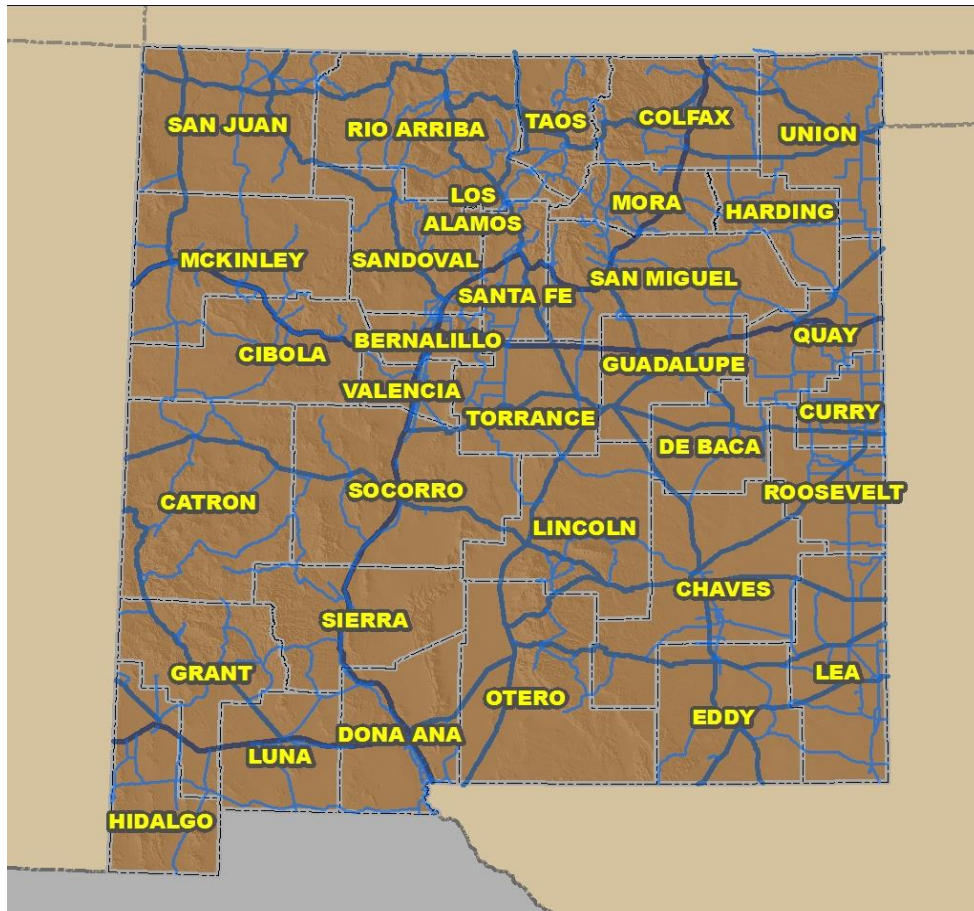 SAN JUAN
RIO ARRIBA
TAOS
COLFAX
UNION
LOS
ALAMOS
MORA
HARDING
MCKINLEY
SANDOVAL
SANTA FE
SAN MIGUEL
CIBOLA
BERNALILLO
VALENCIA
GUADALUPE
QUAY
TORRANCE
CURRY
DE BACA
CATRON
SOCORRO
LINCOLN
ROOSEVELT
CHAVES
SIERRA
GRANT
OTERO
LEA
EDDY
DONA ANA
LUNA
HIDALGO